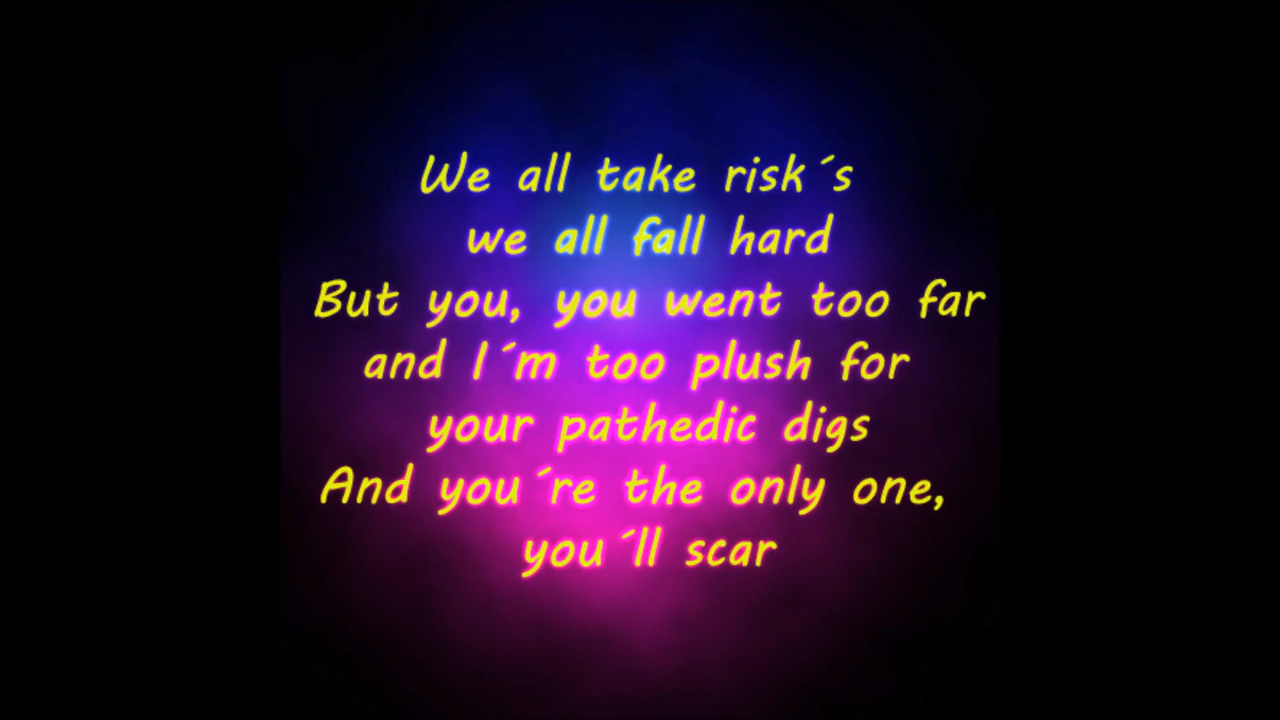 We all take risk´s
we all fall hard
But you, you went too far
and I´m too plush for
your pathedic digs
And you´re the only one,
you´ll scar